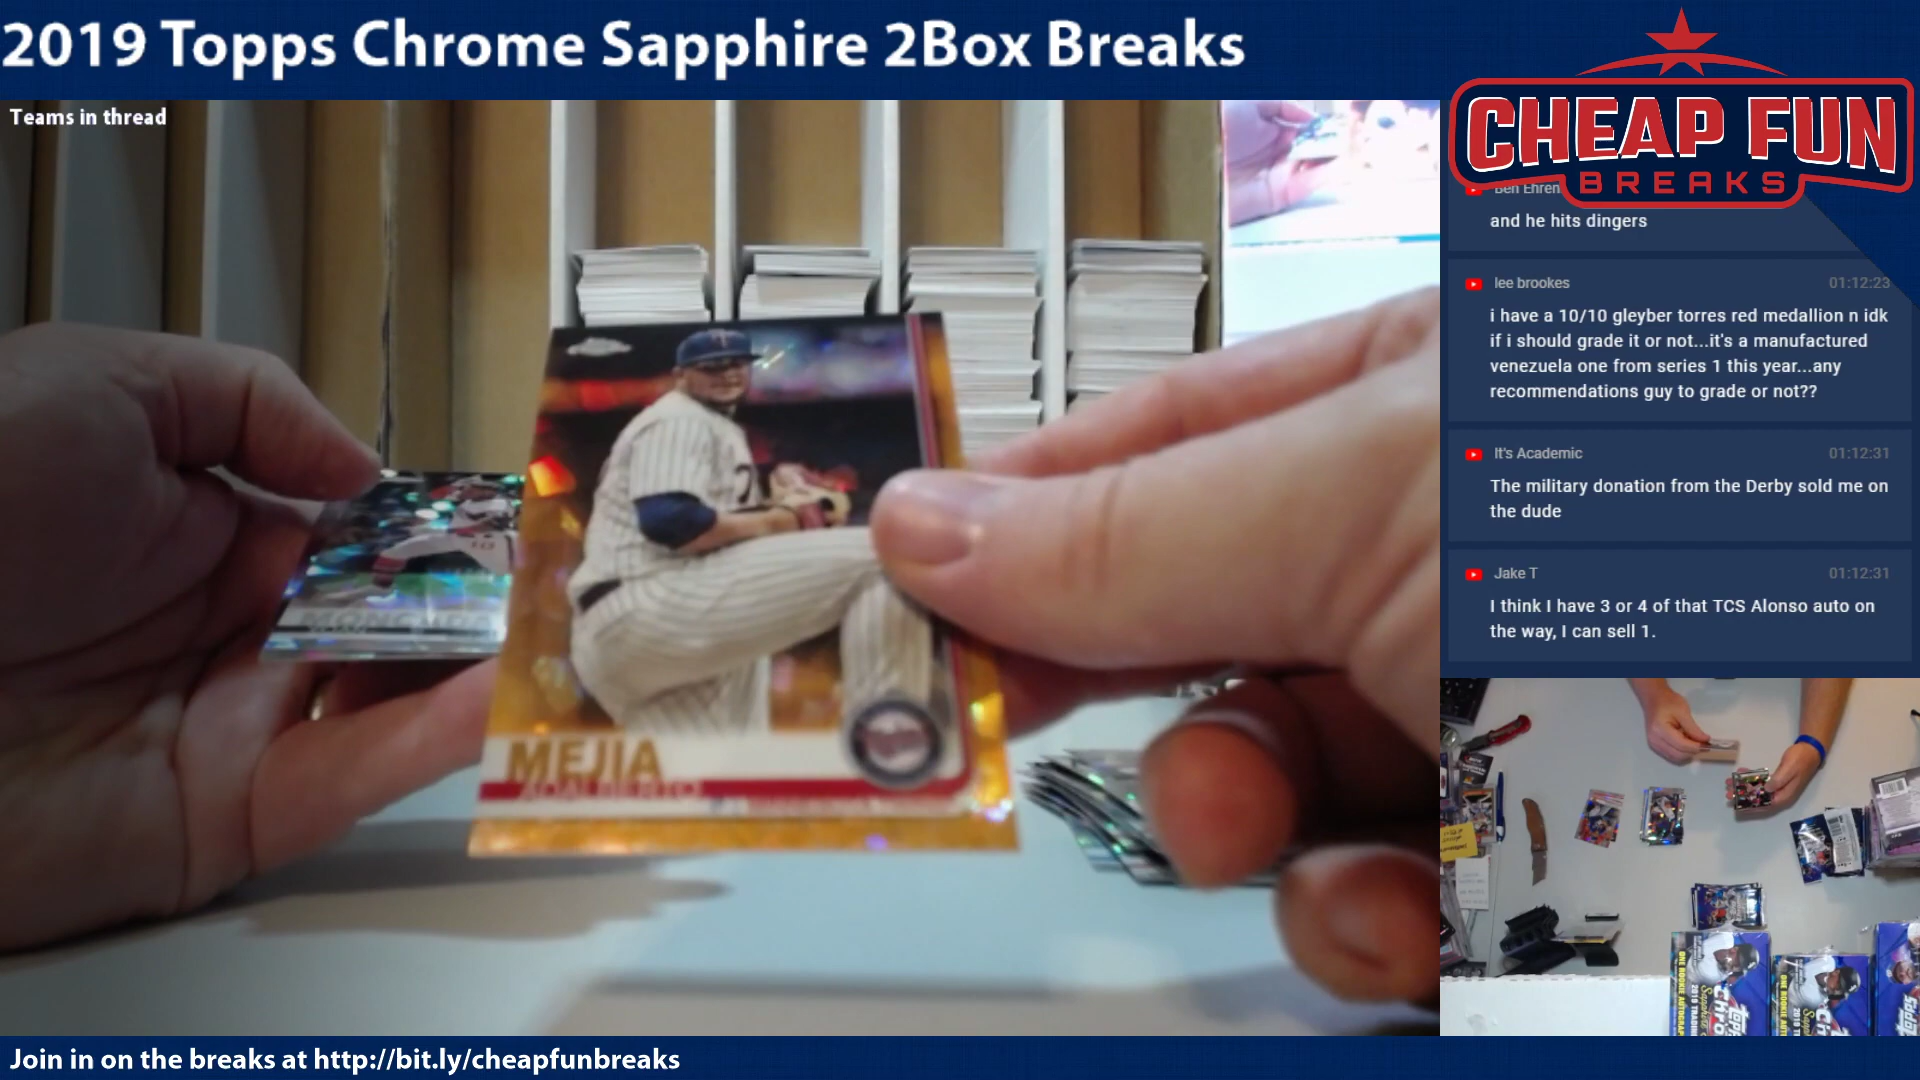 2019 Topps Chrome Sapphire 2Box Breaks
Teams in thread
CHEAP FUN
BREAKS
Ben Ehren
and he hits dingers
lee brookes 01:12:23
i have a 10/10 gleyber torres red medallion n idk
if i should grade it or not...it's a manufactured
venezuela one from series 1 this year...any
recommendations guy to grade or not??
It's Academic 01:12:31
The military donation from the Derby sold me on
the dude
Jake T 01:12:31
I think I have 3 or 4 of that TCS Alonso auto on
the way, I can sell 1.
MEJIA
ADALBERTO
Join in on the breaks at http://bit.ly/cheapfunbreaks